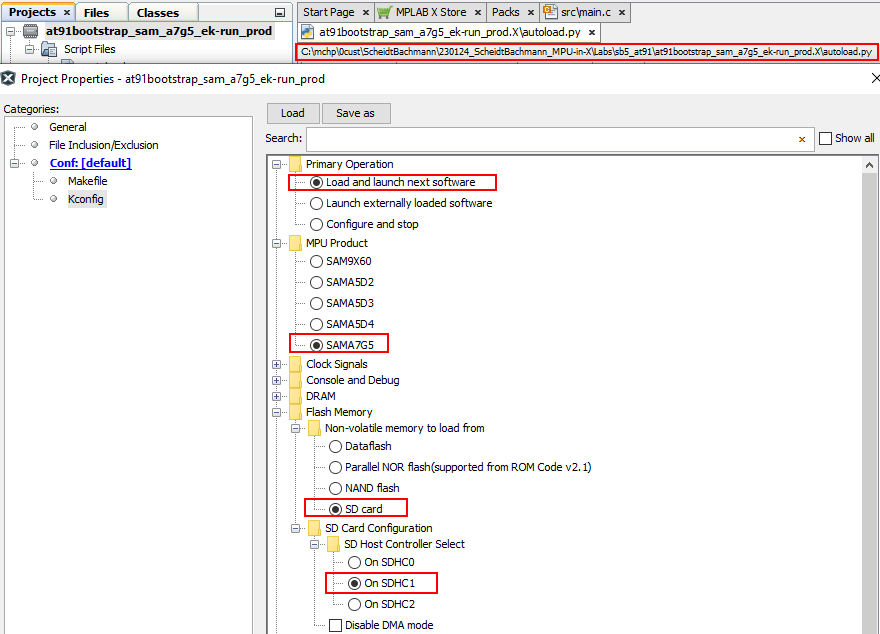 Projects × Files Classes
Start Page × MPLAB X Store × Packs × src\main.c ×
at91bootstrap_sam_a7g5_ek-run_prod
at91bootstrap_sam_a7g5_ek-run_prod.X\autoload.py ×
Script Files
C:\mchp\0cust\ScheidtBachmann\230124_ScheidtBachmann_MPU-in-X\Labs\sb5_at91\at91bootstrap_sam_a7g5_ek-run_prod.X\autoload.py
Project Properties - at91bootstrap_sam_a7g5_ek-run_prod
Categories:
General
File Inclusion/Exclusion
Conf: [default]
Makefile
Kconfig
Load Save as
Search: × Show all
Primary Operation
Load and launch next software
Launch externally loaded software
Configure and stop
MPU Product
SAM9X60
SAMA5D2
SAMA5D3
SAMA5D4
SAMA7G5
Clock Signals
Console and Debug
DRAM
Flash Memory
Non-volatile memory to load from
Dataflash
Parallel NOR flash(supported from ROM Code v2.1)
NAND flash
SD card
SD Card Configuration
SD Host Controller Select
On SDHC0
On SDHC1
On SDHC2
Disable DMA mode